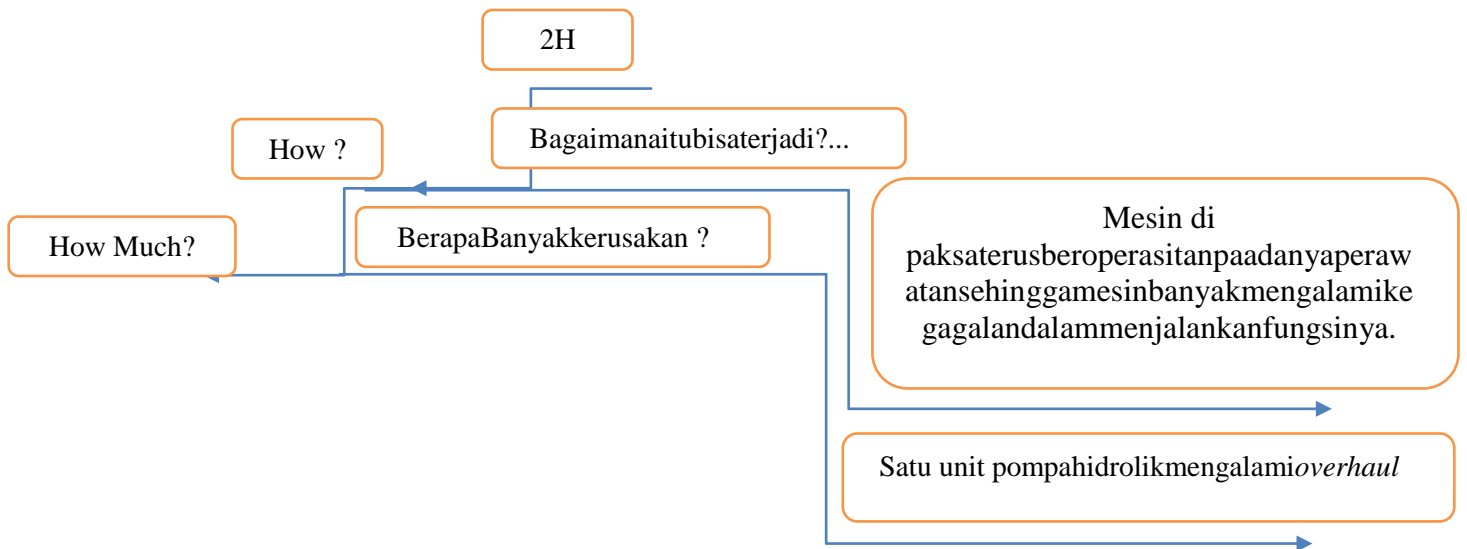 2H
How ?
Bagaimanaitubisaterjadi?...
How Much?
BerapaBanyakkerusakan ?
Mesin di
paksaterusberoperasitanpaadanyaperaw
atansehinggamesinbanyakmengalamike
gagalandalammenjalankanfungsinya.
Satu unit pompahidrolikmengalamioverhaul